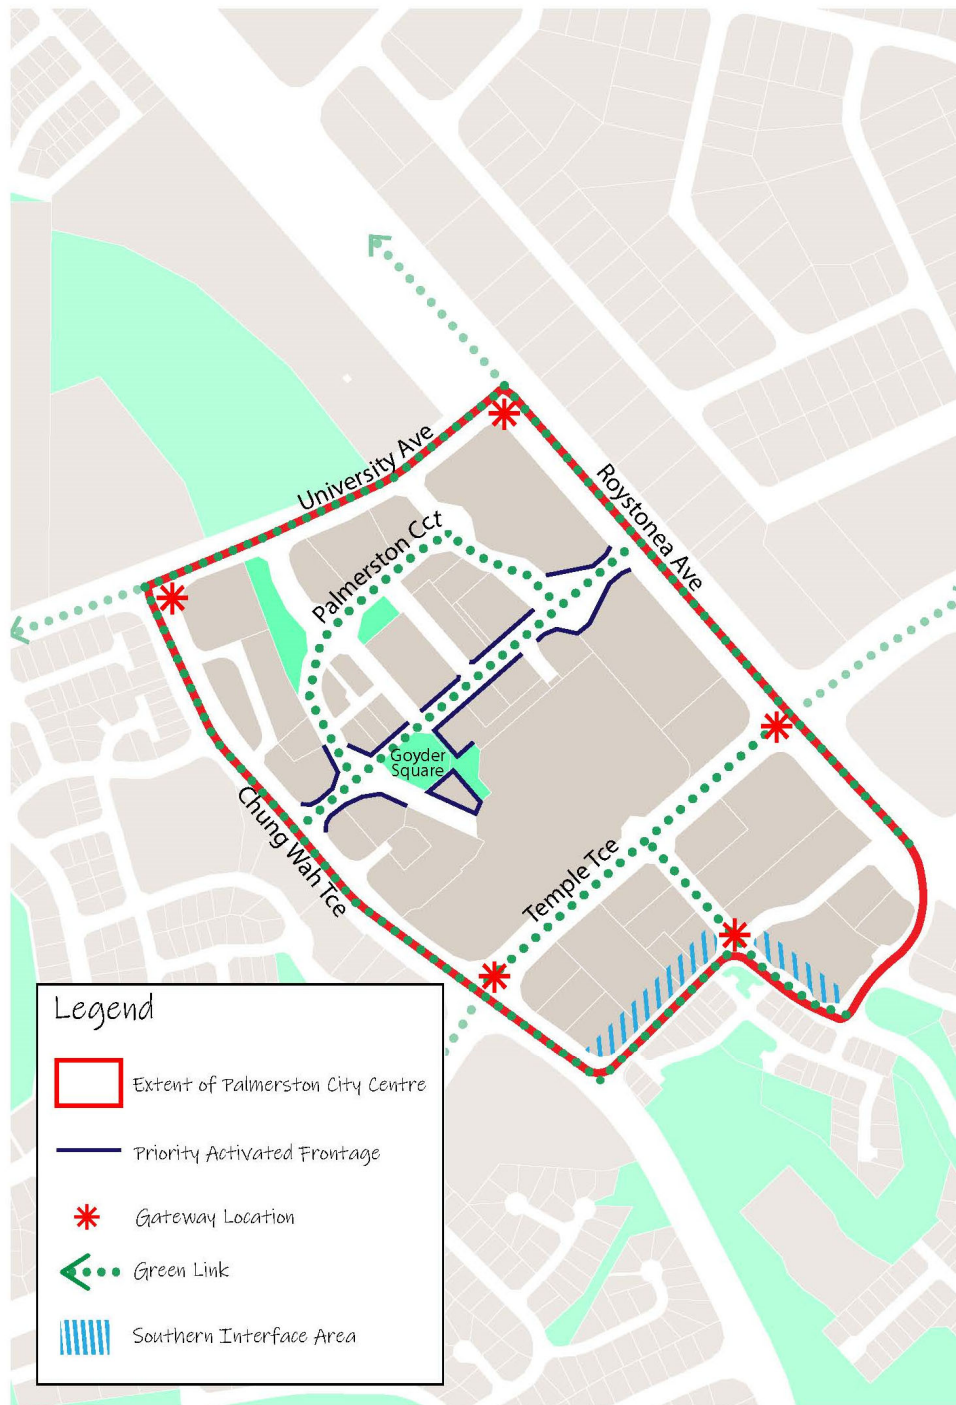 University Ave
Roystonea Ave
Palmerston Cct
Goyder
Square
Chung Wah Tce
Temple Tce
Legend
Extent of Palmerston City Centre
Priority Activated Frontage
Gateway Location
Green Link
Southern Interface Area